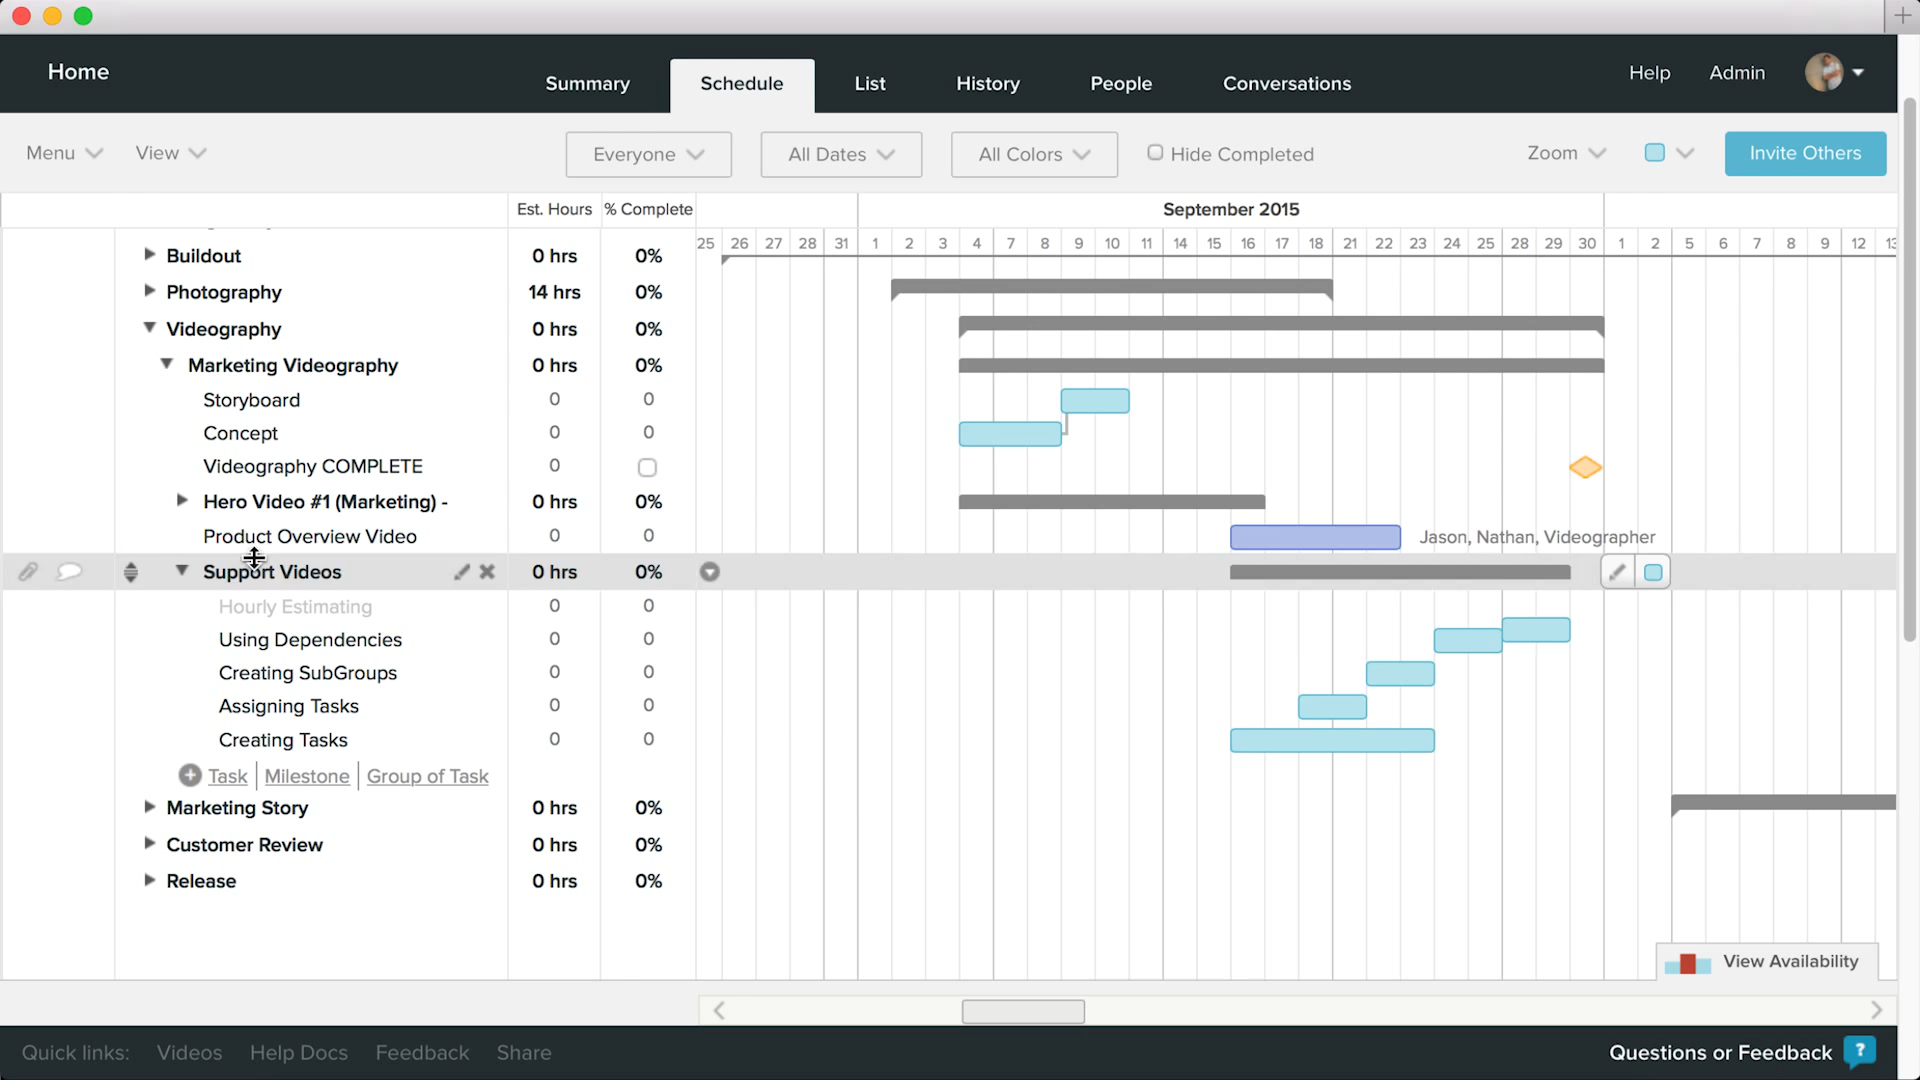 Home
Summary Schedule List History People Conversations
Help Admin
Menu View
Everyone All Dates All Colors Hide Completed
Zoom Invite Others
Est. Hours % Complete September 2015
25 26 27 28 31 1 2 3 4 7 8 9 10 11 14 15 16 17 18 21 22 23 24 25 28 29 30 1 2 5 6 7 8 9 12
Buildout 0 hrs 0%
Photography 14 hrs 0%
Videography 0 hrs 0%
Marketing Videography 0 hrs 0%
Storyboard 0 0
Concept 0 0
Videography COMPLETE 0
Hero Video #1 (Marketing) - 0 hrs 0%
Product Overview Video 0 0 Jason, Nathan, Videographer
Support Videos 0 hrs 0%
Hourly Estimating 0 0
Using Dependencies 0 0
Creating SubGroups 0 0
Assigning Tasks 0 0
Creating Tasks 0 0
Task Milestone Group of Task
Marketing Story 0 hrs 0%
Customer Review 0 hrs 0%
Release 0 hrs 0%
View Availability
Quick links: Videos Help Docs Feedback Share
Questions or Feedback ?